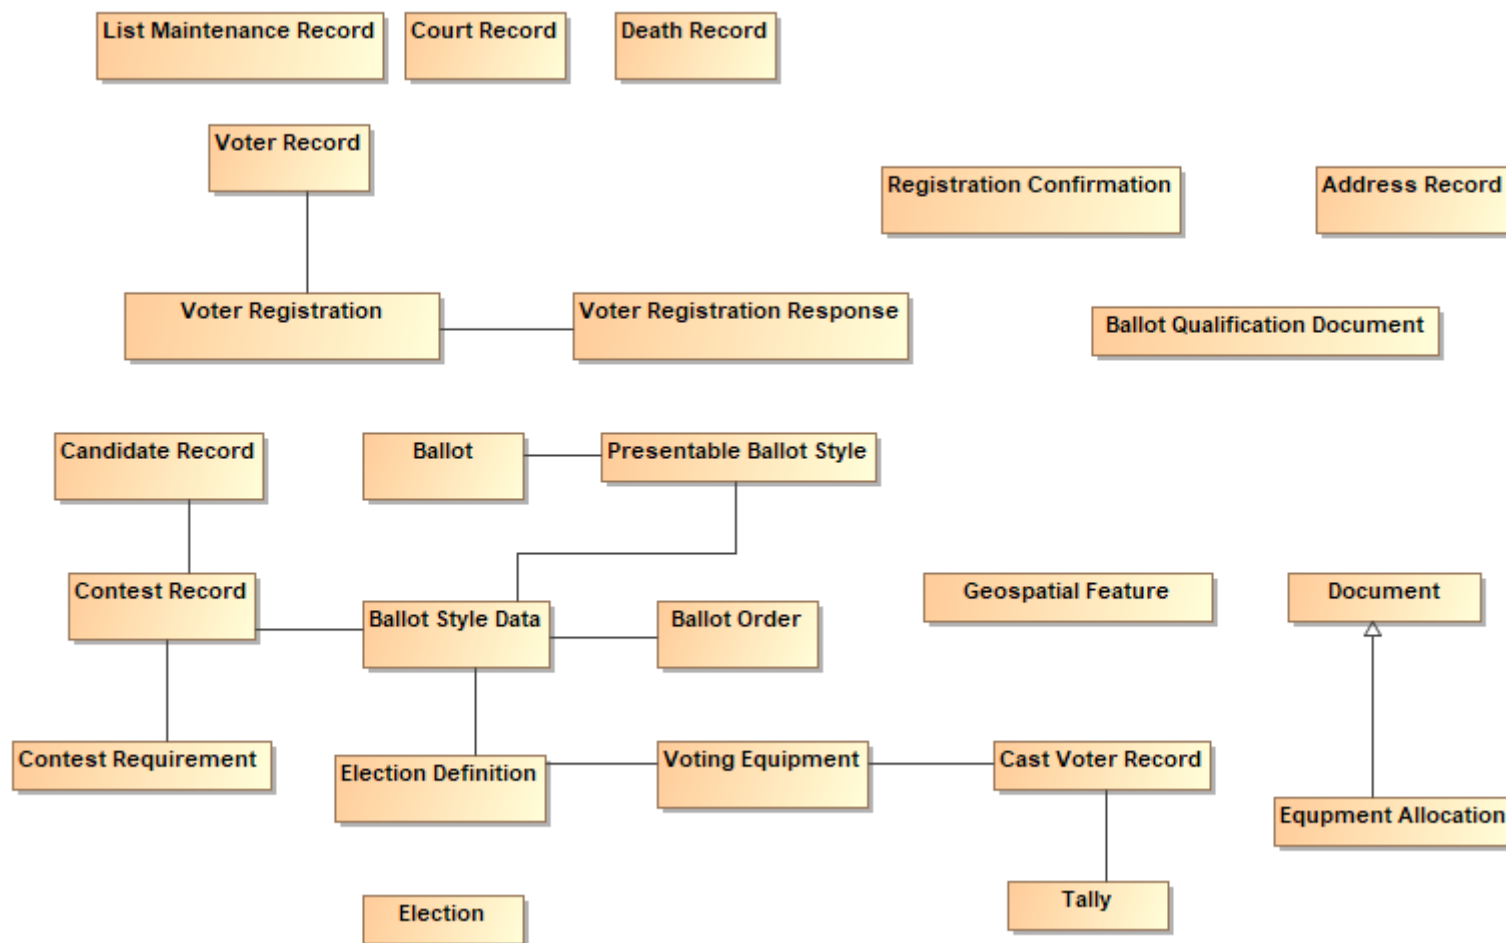 List Maintenance Record
Court Record
Death Record
Voter Record
Registration Confirmation
Address Record
Voter Registration
Voter Registration Response
Ballot Qualification Document
Candidate Record
Ballot
Presentable Ballot Style
Contest Record
Ballot Style Data
Ballot Order
Geospatial Feature
Document
Contest Requirement
Election Definition
Voting Equipment
Cast Voter Record
Equpment Allocation
Election
Tally